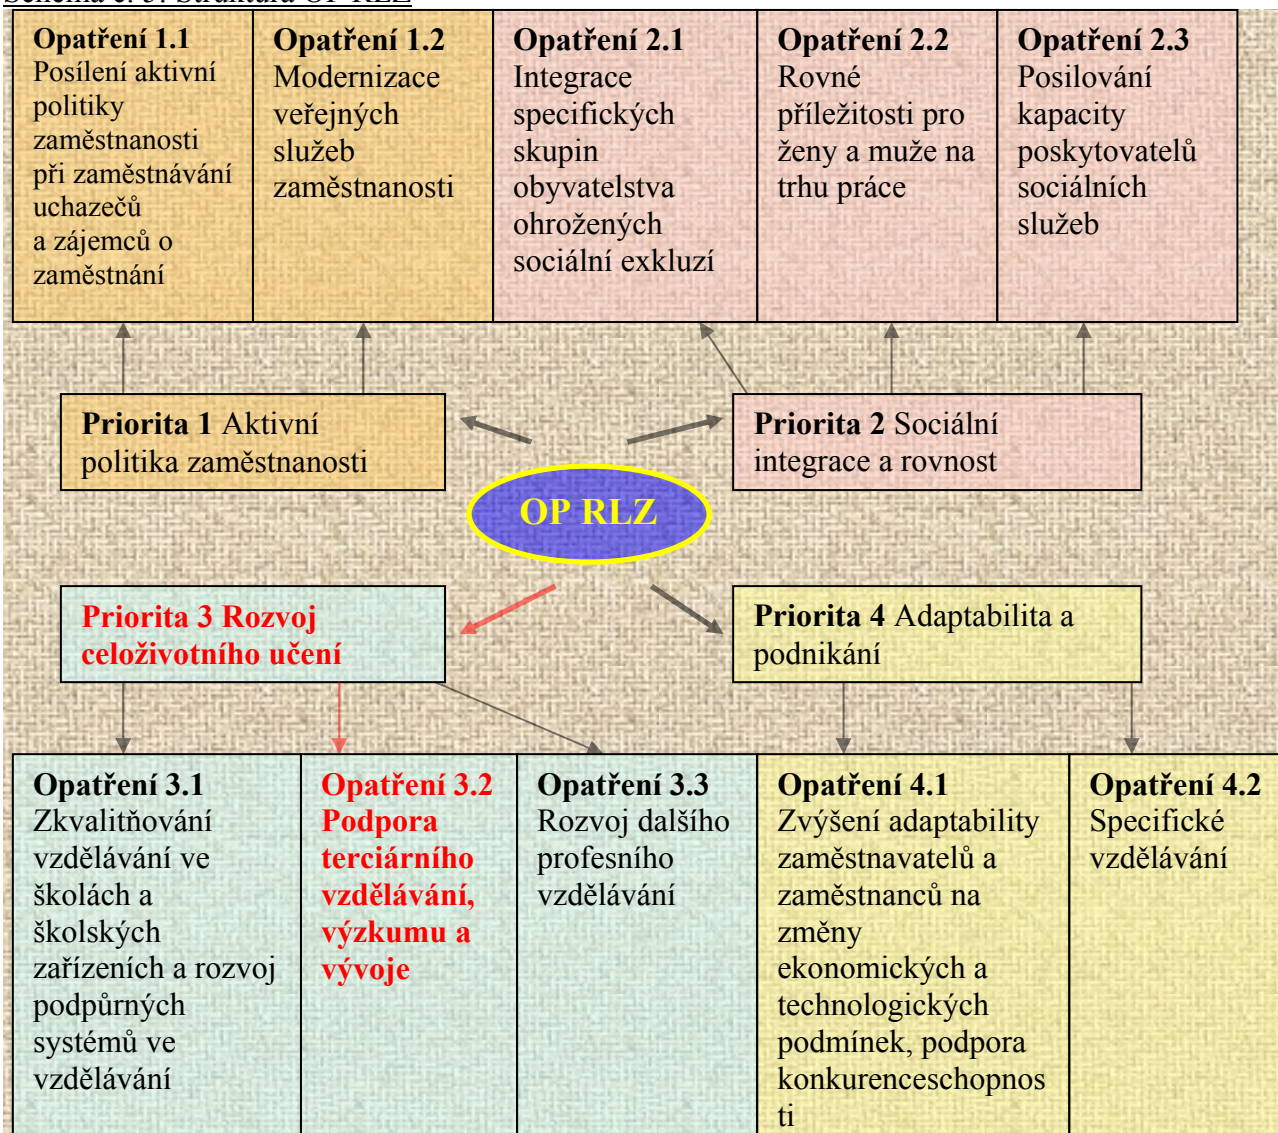 Schéma č. 3: Struktura OP RLZ
Opatření 1.1
Posílení aktivní
politiky
zaměstnanosti
při zaměstnávání
uchazečů
a zájemců o
zaměstnání
Opatření 1.2
Modernizace
veřejných
služeb
zaměstnanosti
Opatření 2.1
Integrace
specifických
skupin
obyvatelstva
ohrožených
sociální exkluzí
Opatření 2.2
Rovné
příležitosti pro
ženy a muže na
trhu práce
Opatření 2.3
Posilování
kapacity
poskytovatelů
sociálních
služeb
Priorita 1 Aktivní
politika zaměstnanosti
Priorita 2 Sociální
integrace a rovnost
OP RLZ
Priorita 3 Rozvoj
celoživotního učení
Priorita 4 Adaptabilita a
podnikání
Opatření 3.1
Zkvalitňování
vzdělávání ve
školách a
školských
zařízeních a rozvoj
podpůrných
systémů ve
vzdělávání
Opatření 3.2
Podpora
terciárního
vzdělávání,
výzkumu a
vývoje
Opatření 3.3
Rozvoj dalšího
profesního
vzdělávání
Opatření 4.1
Zvýšení adaptability
zaměstnavatelů a
zaměstnanců na
změny
ekonomických a
technologických
podmínek, podpora
konkurenceschopnos
ti
Opatření 4.2
Specifické
vzdělávání